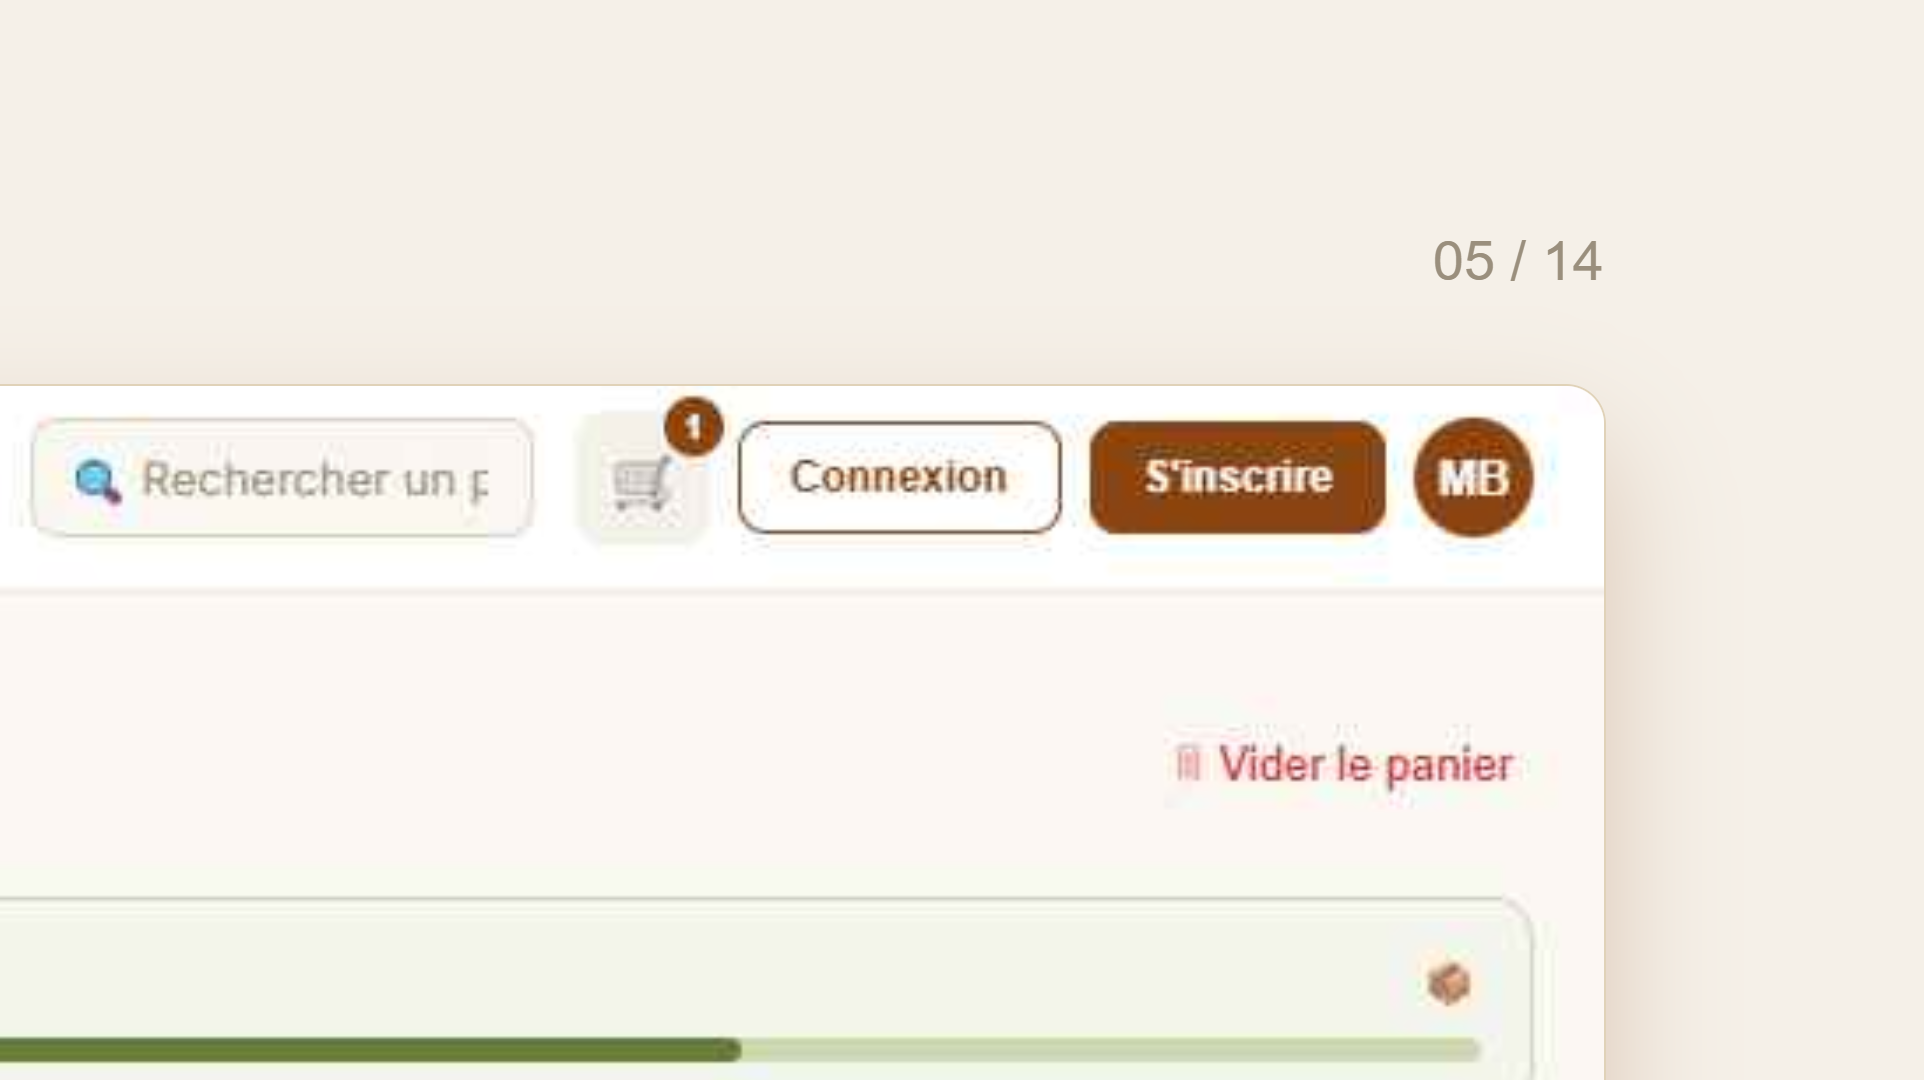 05 / 14
Rechercher un p
1
Connexion
S'inscrire
MB
Vider le panier